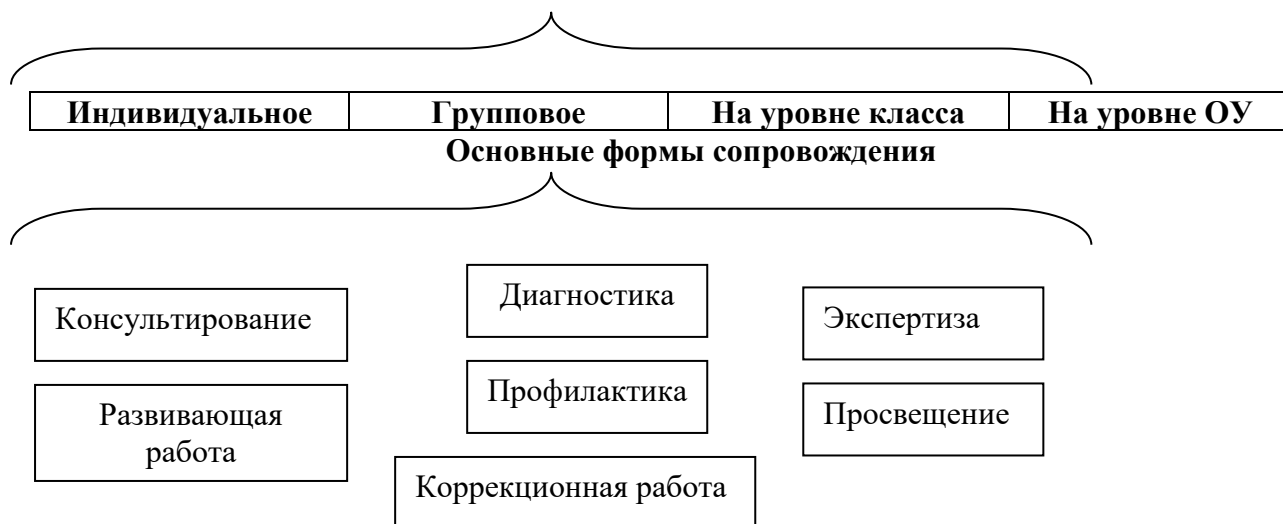 Индивидуальное Групповое На уровне класса На уровне ОУ
Основные формы сопровождения
Консультирование
Диагностика
Экспертиза
Развивающая
работа
Профилактика
Просвещение
Коррекционная работа